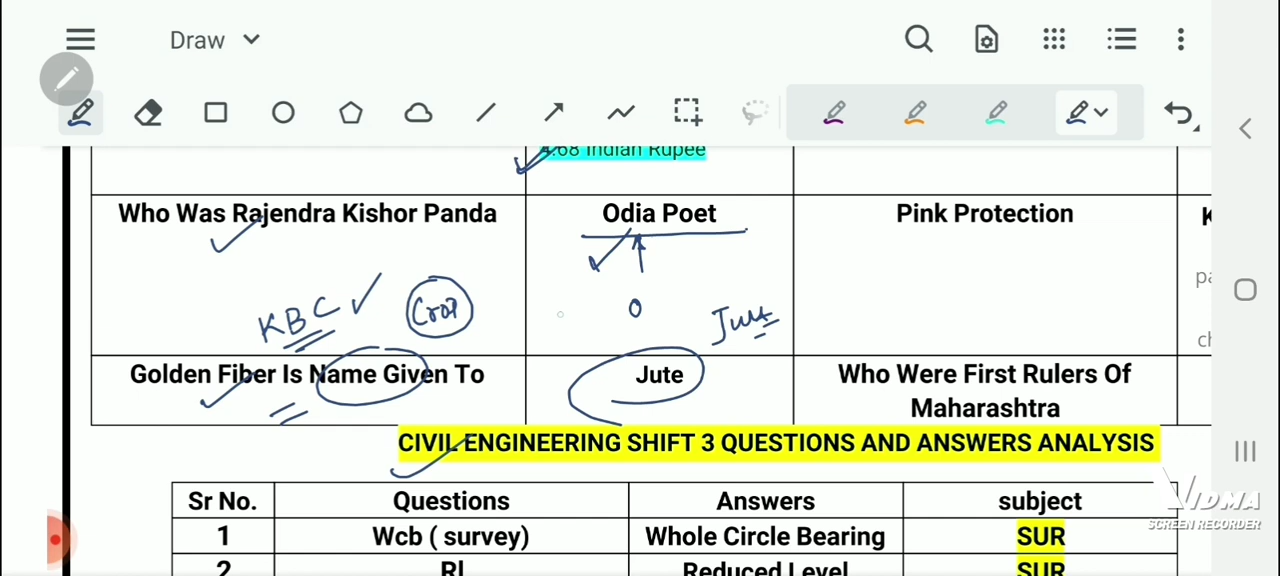 Draw
4.68 Indian Rupee
Who Was Rajendra Kishor Panda
Odia Poet
Pink Protection
K
pa
KBC
Crop
O
Jute
ch
Golden Fiber Is Name Given To
Jute
Who Were First Rulers Of
Maharashtra
CIVIL ENGINEERING SHIFT 3 QUESTIONS AND ANSWERS ANALYSIS
Sr No.
Questions
Answers
subject
VIDMA
SCREEN RECORDER
1
Wcb ( survey)
Whole Circle Bearing
SUR
2
RL
Reduced Level
SUR